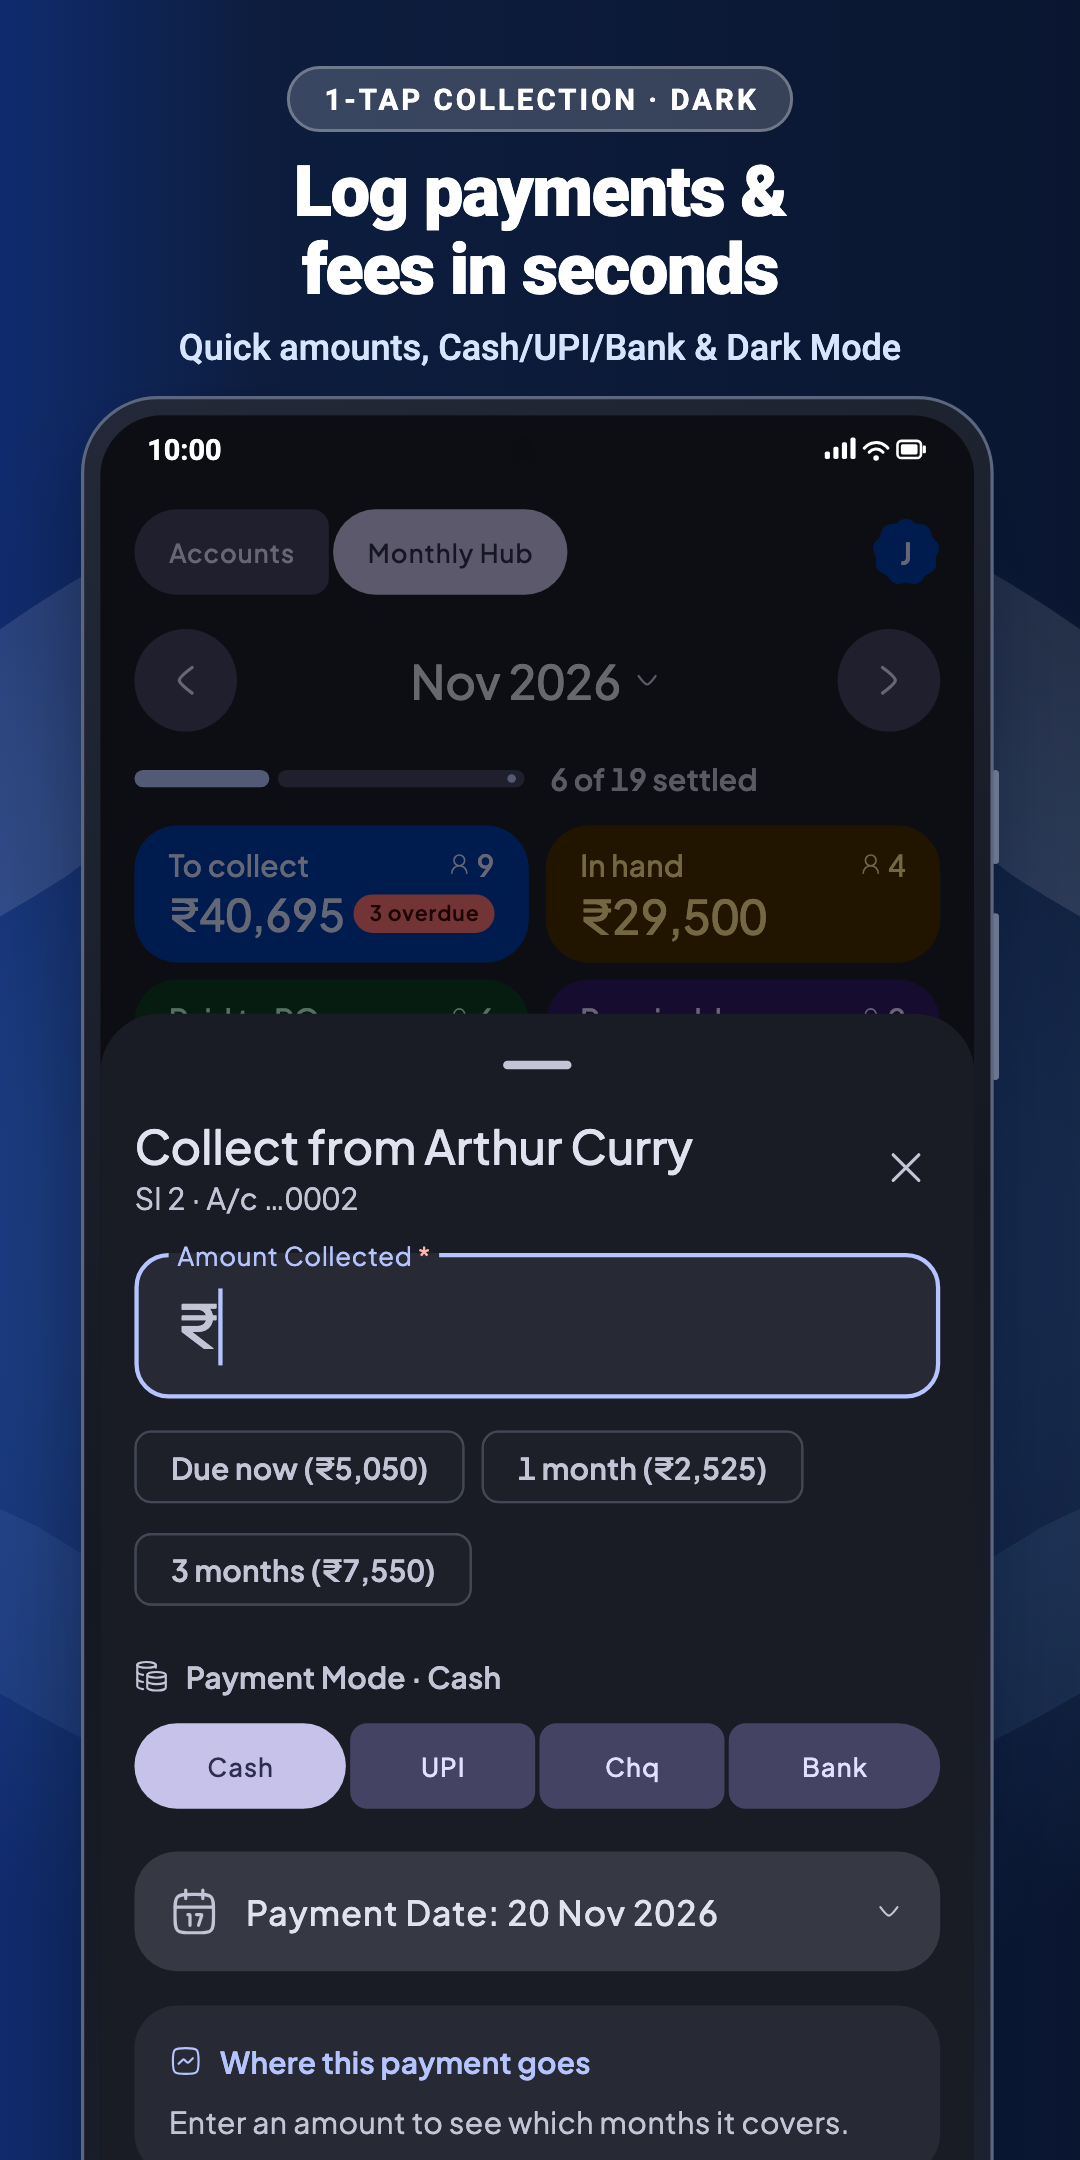 1-TAP COLLECTION · DARK
Log payments &
fees in seconds
Quick amounts, Cash/UPI/Bank & Dark Mode
10:00
Accounts
Monthly Hub
J
Nov 2026
6 of 19 settled
To collect
9
In hand
4
₹40,695
3 overdue
₹29,500
Collect from Arthur Curry
Sl 2 · A/c ...0002
Amount Collected *
₹
Due now (₹5,050)
1 month (₹2,525)
3 months (₹7,550)
Payment Mode · Cash
Cash
UPI
Chq
Bank
17
Payment Date: 20 Nov 2026
Where this payment goes
Enter an amount to see which months it covers.